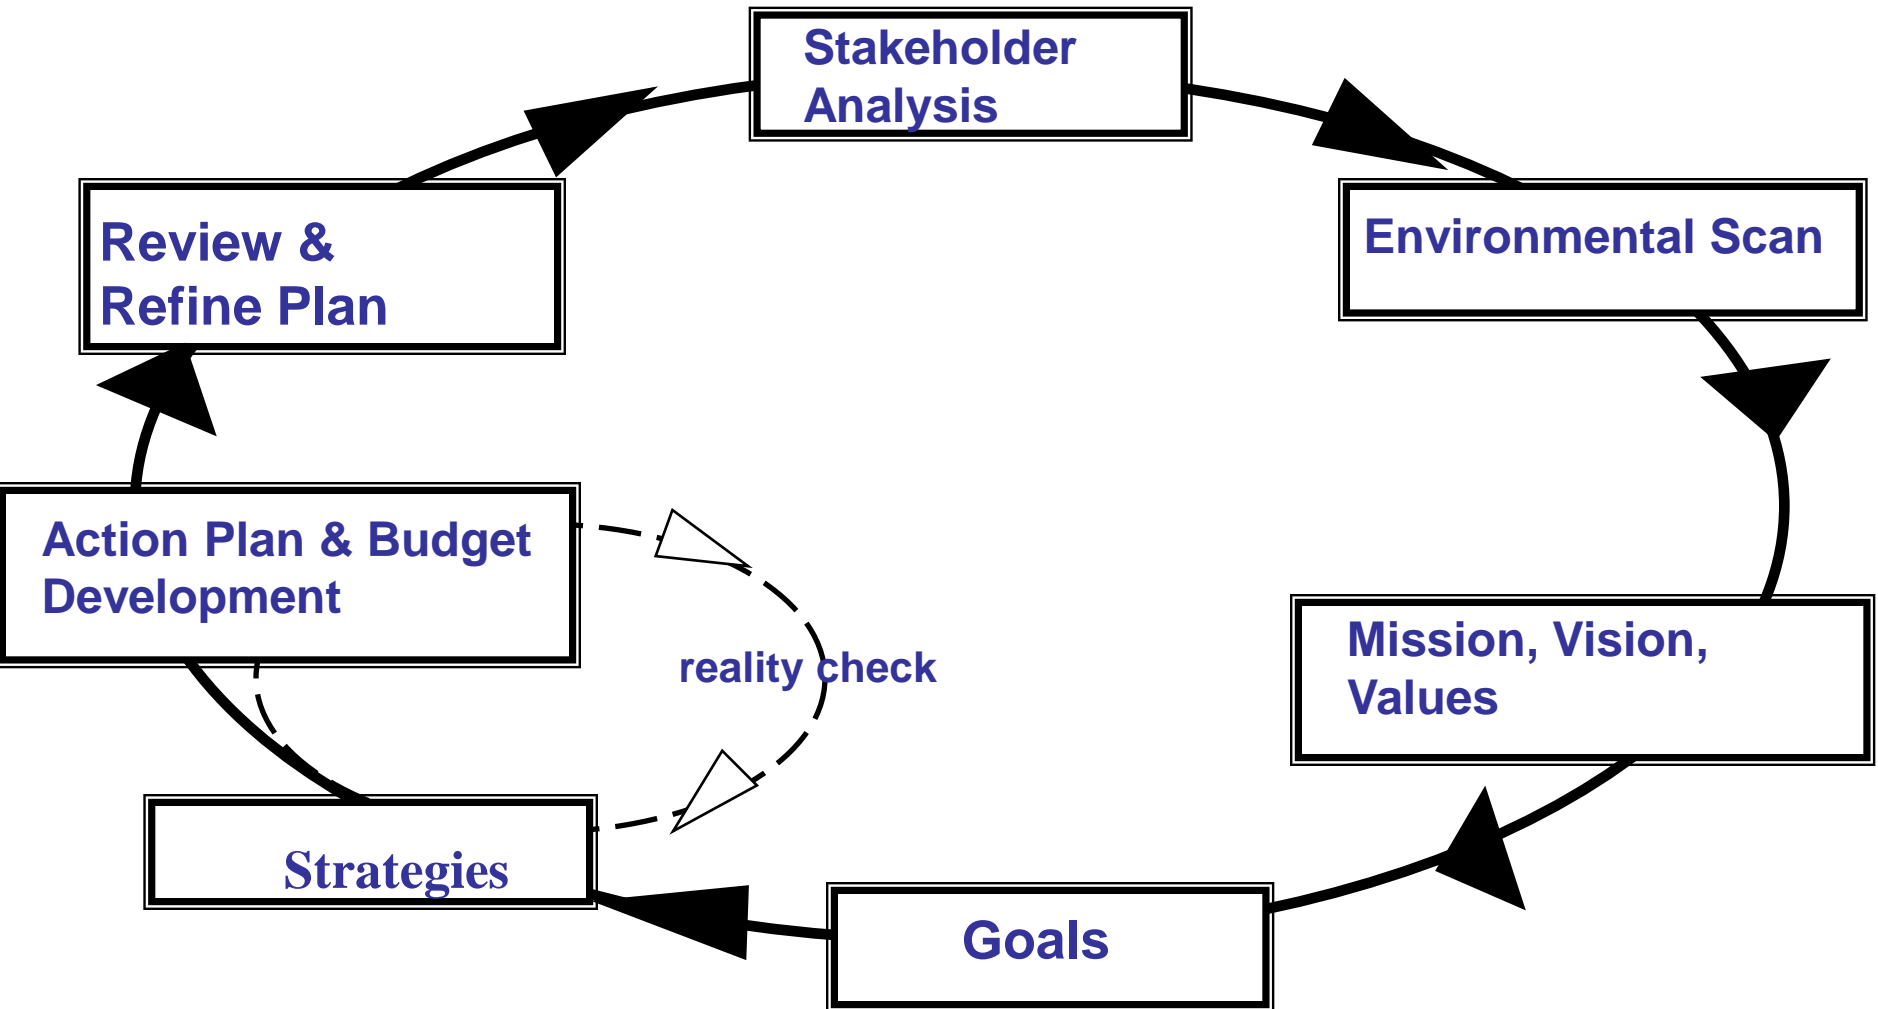 Stakeholder
Analysis
Review &
Refine Plan
Environmental Scan
Action Plan & Budget
Development
reality check
Mission, Vision,
Values
Strategies
Goals